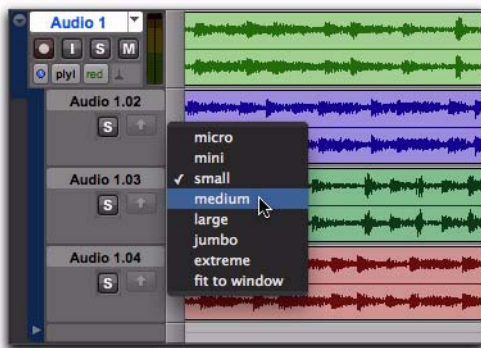 Audio 1
I S M
plyl red
Audio 1.02
S
micro
mini
✓ small
Audio 1.03
medium
S
large
jumbo
Audio 1.04
extreme
S
fit to window